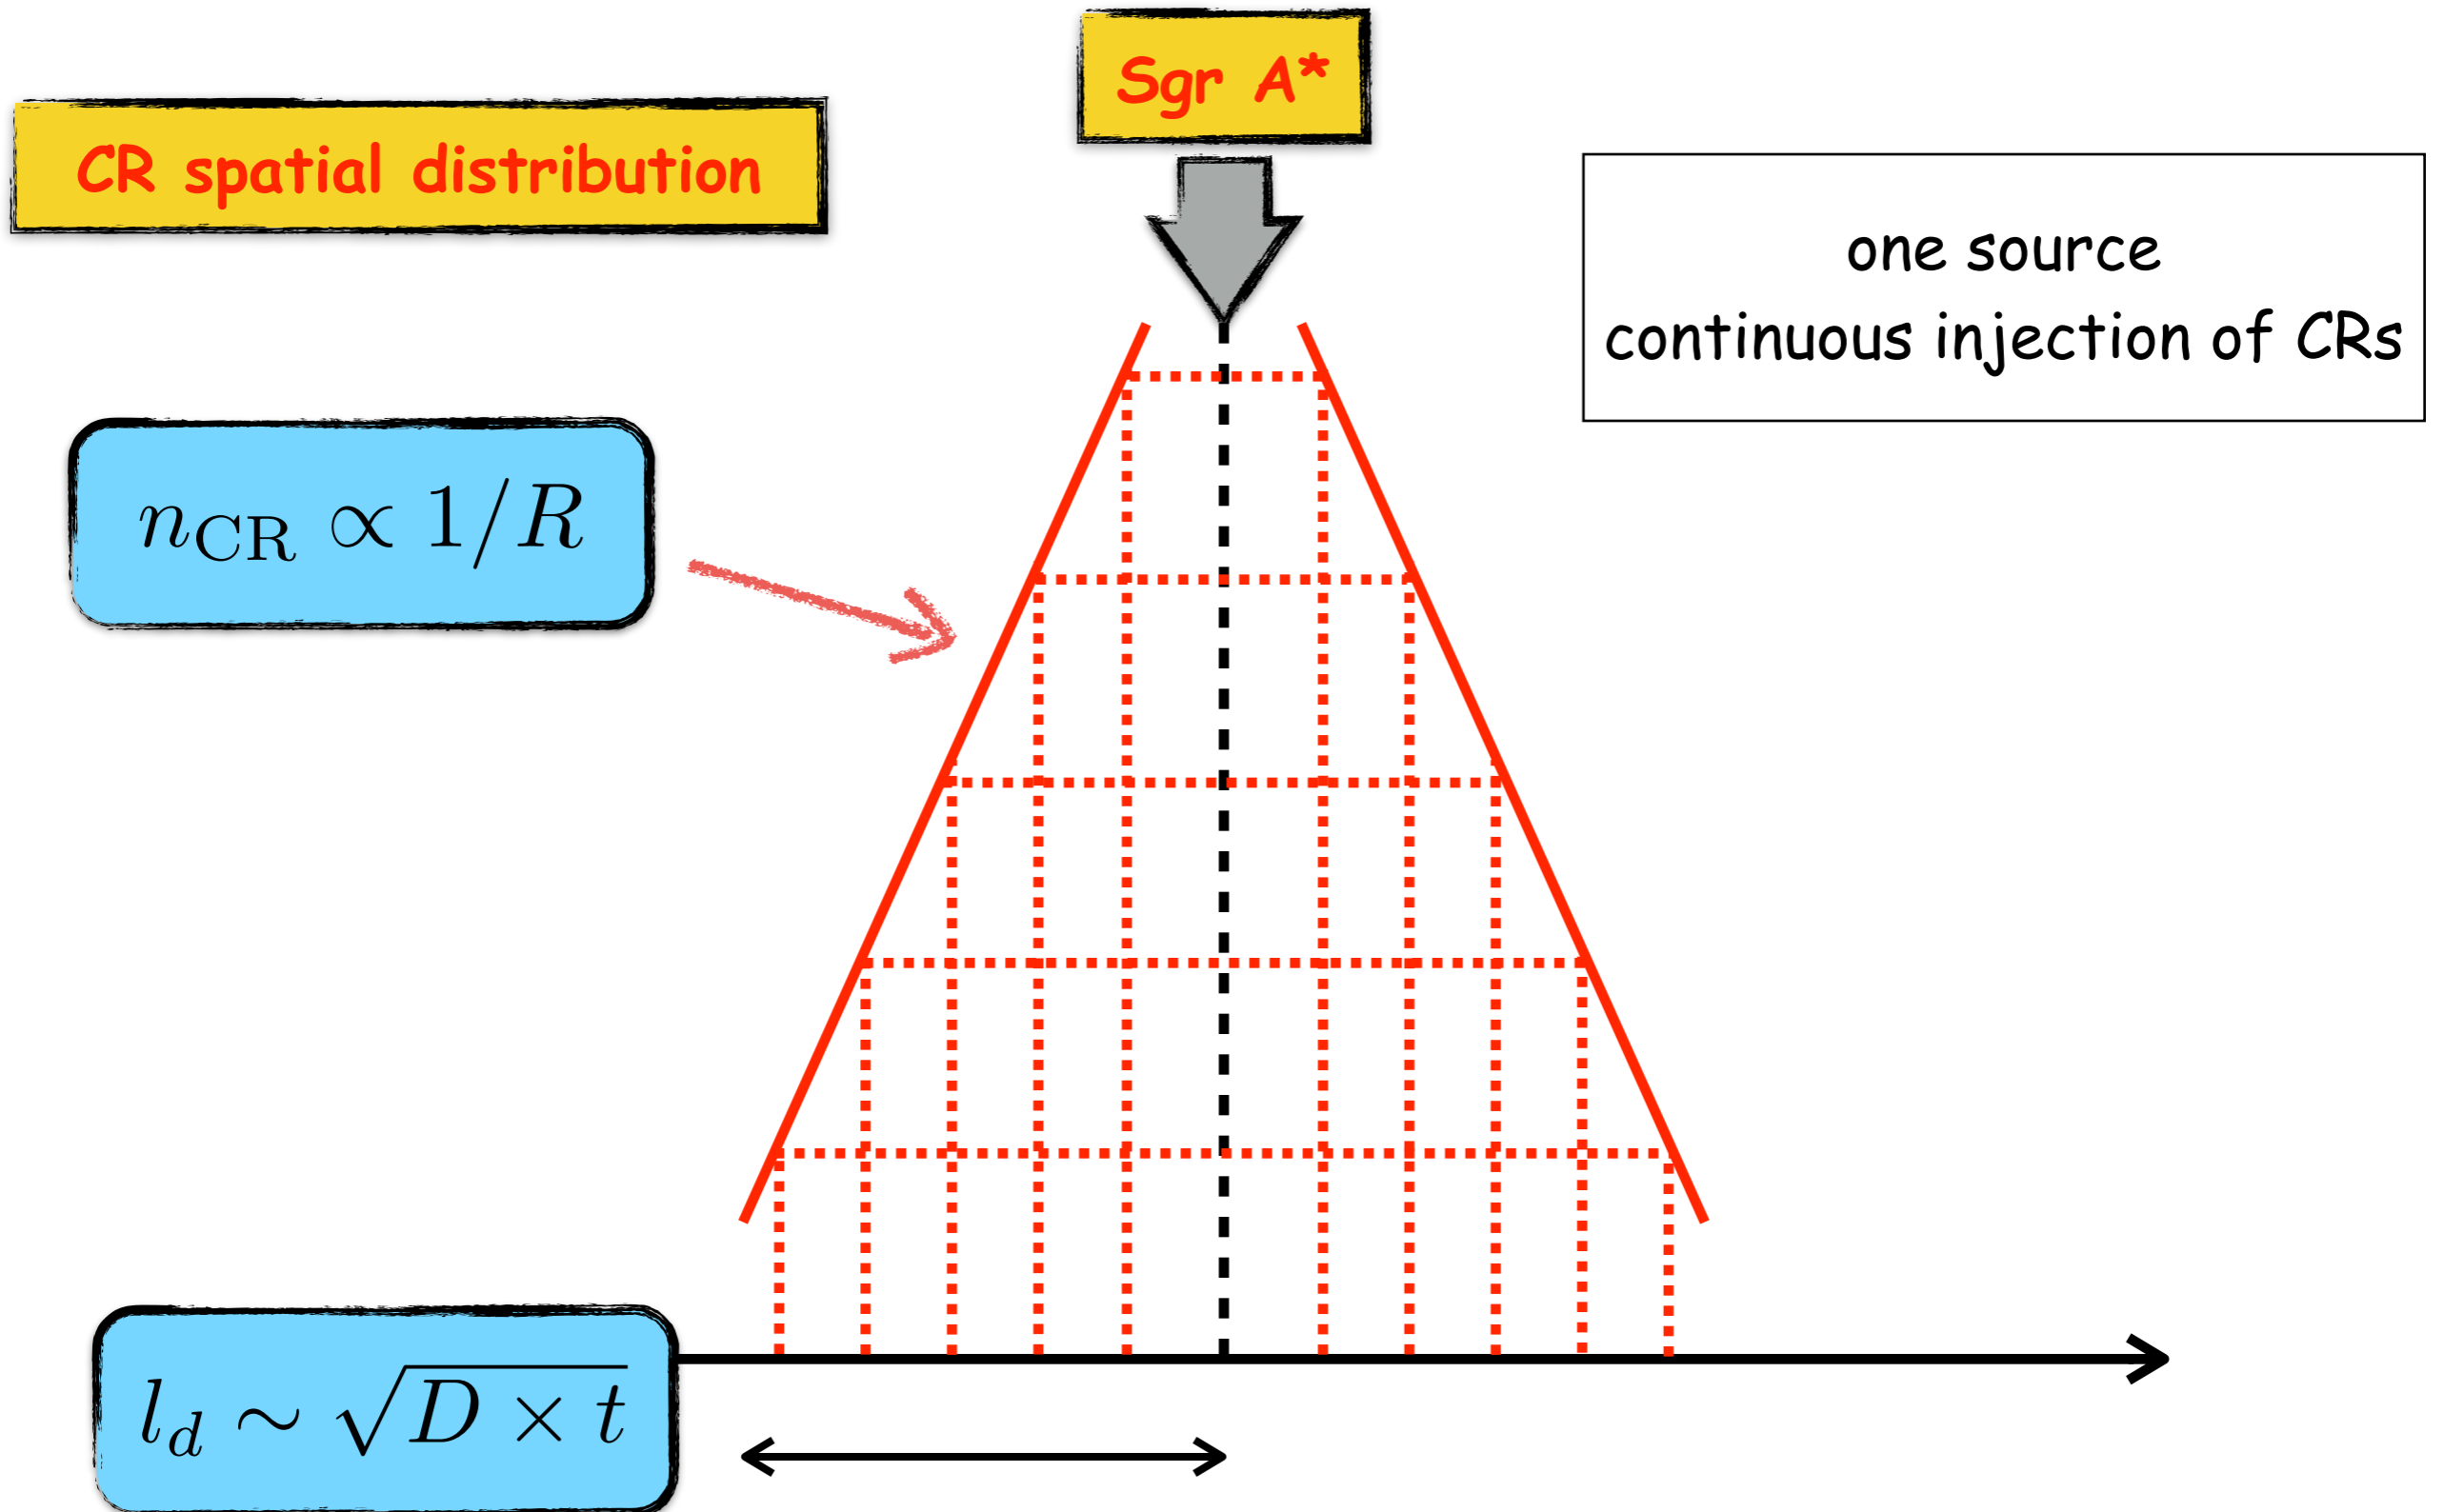 Sgr A*
CR spatial distribution
one source
continuous injection of CRs
n_CR ∝ 1/R
l_d ∼ √(D × t)